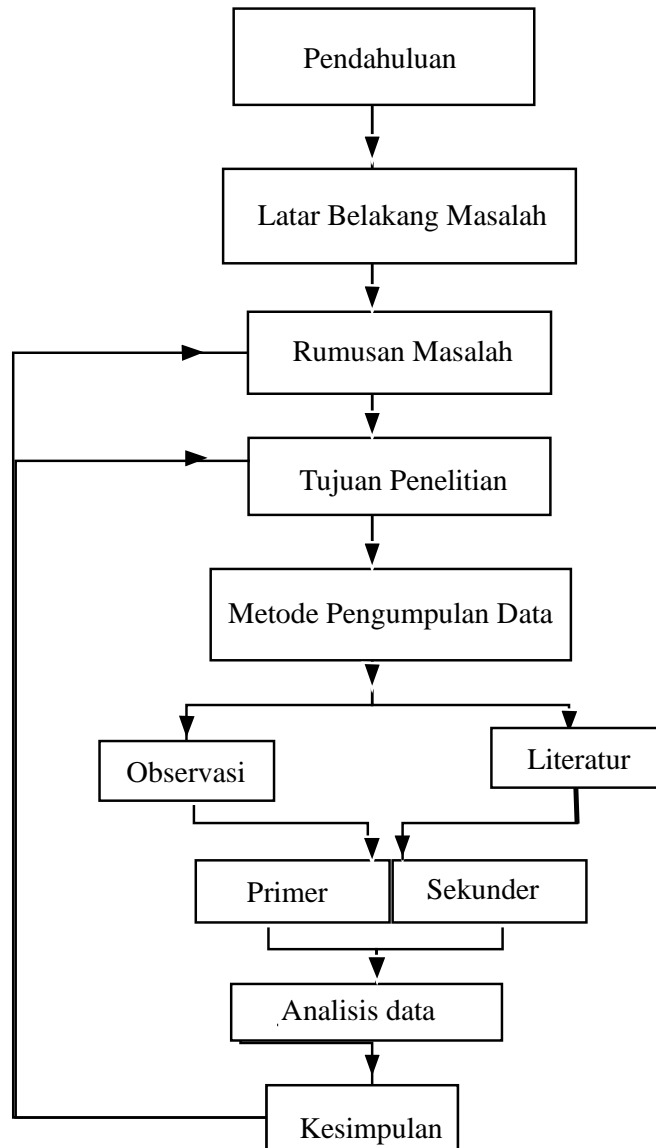 Pendahuluan
Latar Belakang Masalah
Rumusan Masalah
Tujuan Penelitian
Metode Pengumpulan Data
Observasi
Literatur
Primer
Sekunder
Analisis data
Kesimpulan